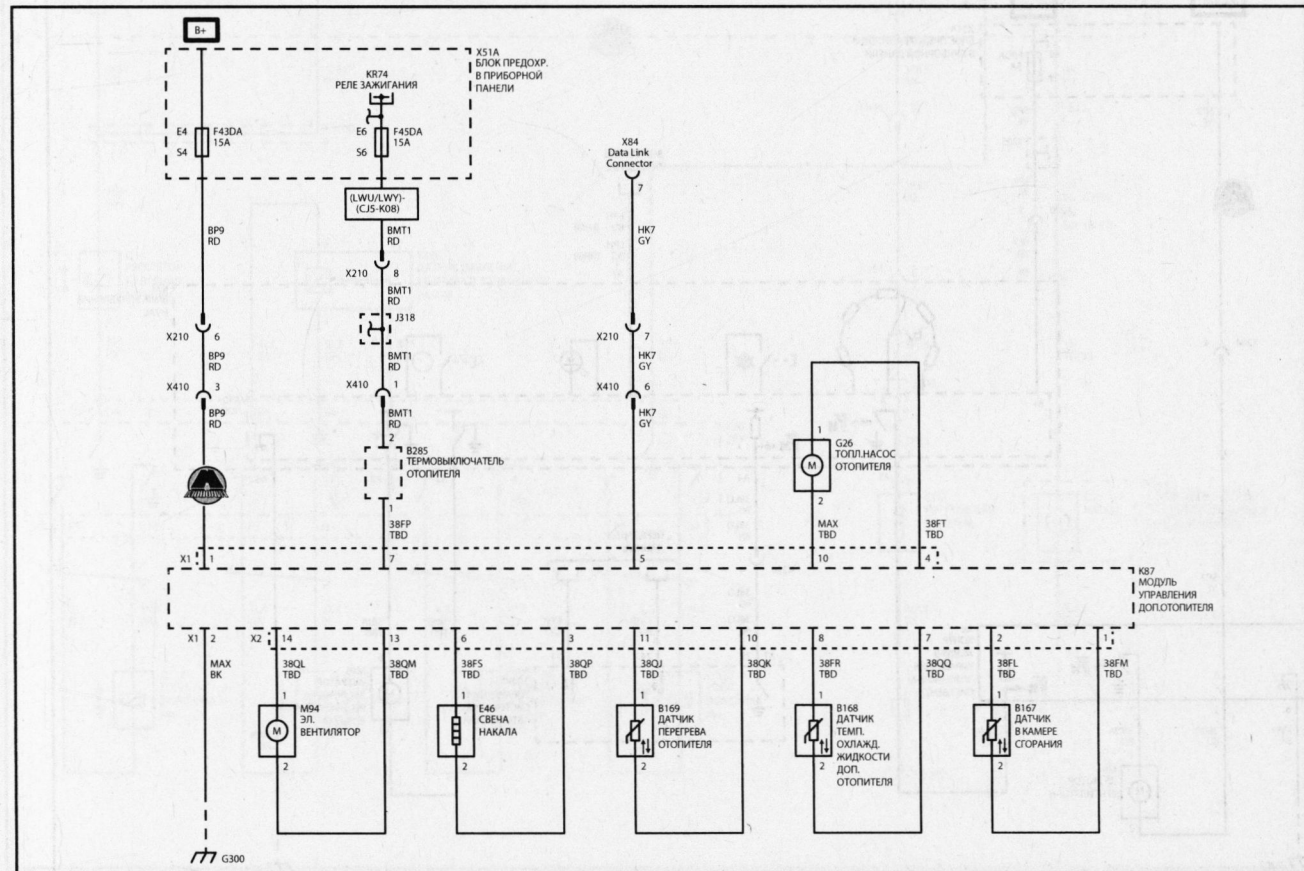 B+
X51A
БЛОК ПРЕДОХР.
В ПРИБОРНОЙ
ПАНЕЛИ
KR74
РЕЛЕ ЗАЖИГАНИЯ
E4
F43DA
15A
S4
E6
F45DA
15A
S6
X84
Data Link
Connector
7
(LWU/LWY)-
(CJ5-K08)
BP9
RD
BMT1
RD
HK7
GY
X210
8
BMT1
RD
J318
X210
6
X210
7
BP9
RD
BMT1
RD
HK7
GY
X410
3
X410
1
X410
6
BP9
RD
BMT1
RD
HK7
GY
2
B285
ТЕРМОВЫКЛЮЧАТЕЛЬ
ОТОПИТЕЛЯ
1
1
G26
ТОПЛ.НАСОС
ОТОПИТЕЛЯ
M
2
38FP
TBD
MAX
TBD
38FT
TBD
X1
1
7
5
10
4
K87
МОДУЛЬ
УПРАВЛЕНИЯ
ДОП.ОТОПИТЕЛЯ
X1
2
X2
14
13
6
3
11
10
8
7
2
1
MAX
BK
38QL
TBD
38QM
TBD
38FS
TBD
38QP
TBD
38QJ
TBD
38QK
TBD
38FR
TBD
38QQ
TBD
38FL
TBD
38FM
TBD
1
M94
ЭЛ.
ВЕНТИЛЯТОР
M
2
1
E46
СВЕЧА
НАКАЛА
2
1
B169
ДАТЧИК
ПЕРЕГРЕВА
ОТОПИТЕЛЯ
2
1
B168
ДАТЧИК
ТЕМП.
ОХЛАЖД.
ЖИДКОСТИ
ДОП.
ОТОПИТЕЛЯ
2
1
B167
ДАТЧИК
В КАМЕРЕ
СГОРАНИЯ
2
G300